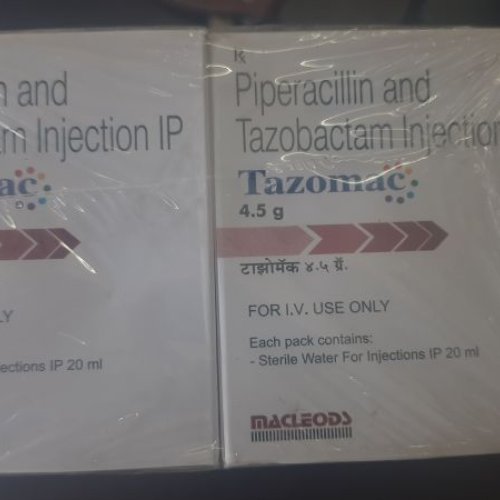 n and
am Injection IP
ac
LY
ections IP 20 ml
Rx
Piperacillin and
Tazobactam Injection
Tazomac
4.5 g
टाझोमॅक ४.५ ग्रॅ.
FOR I.V. USE ONLY
Each pack contains:
- Sterile Water For Injections IP 20 ml
MACLEODS